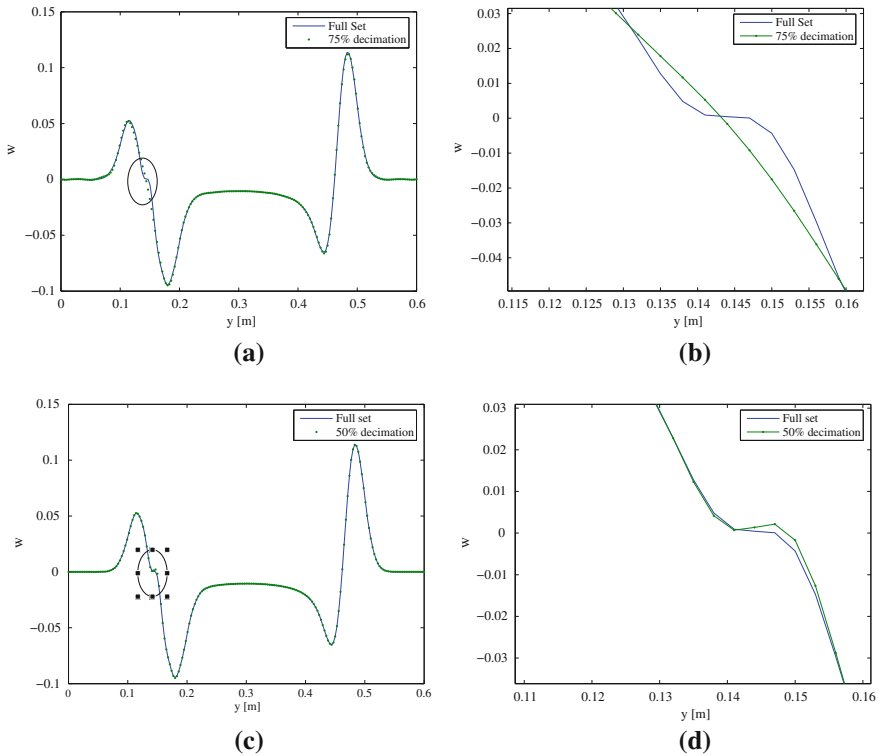 0.15
0.1
0.05
0
−0.05
−0.1
w
Full Set
75% decimation
0 0.1 0.2 0.3 0.4 0.5 0.6
y [m]
(a)
0.03
0.02
0.01
0
−0.01
−0.02
−0.03
−0.04
w
Full Set
75% decimation
0.115 0.12 0.125 0.13 0.135 0.14 0.145 0.15 0.155 0.16
y [m]
(b)
0.15
0.1
0.05
0
−0.05
−0.1
w
Full set
50% decimation
0 0.1 0.2 0.3 0.4 0.5 0.6
y [m]
(c)
0.03
0.02
0.01
0
−0.01
−0.02
−0.03
w
Full set
50% decimation
0.11 0.12 0.13 0.14 0.15 0.16
y [m]
(d)